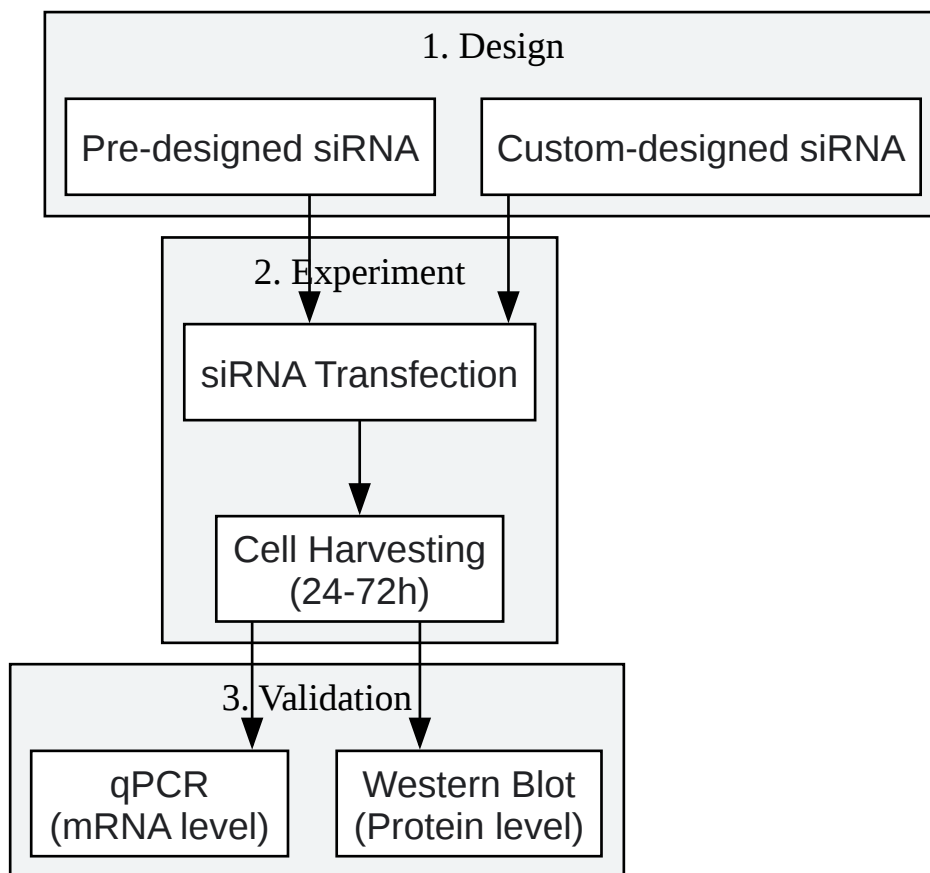 1. Design
Pre-designed siRNA
Custom-designed siRNA
2. Experiment
siRNA Transfection
Cell Harvesting
(24-72h)
3. Validation
qPCR
(mRNA level)
Western Blot
(Protein level)